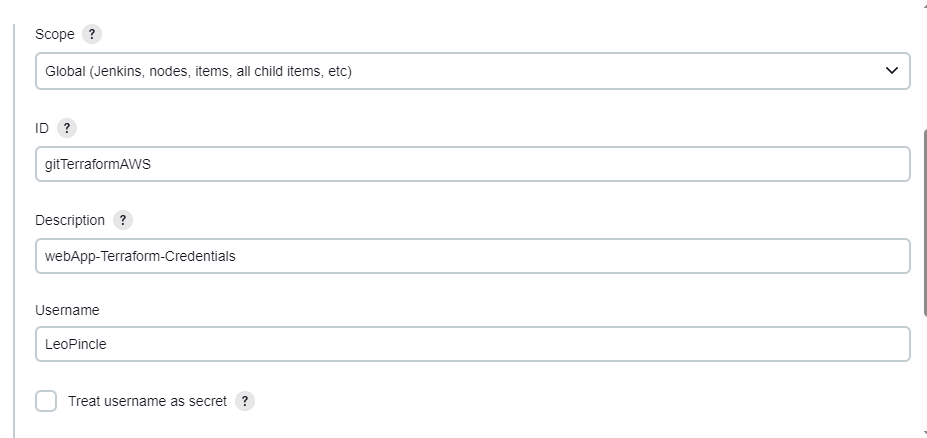 Scope ?
Global (Jenkins, nodes, items, all child items, etc)
ID ?
gitTerraformAWS
Description ?
webApp-Terraform-Credentials
Username
LeoPincle
Treat username as secret ?